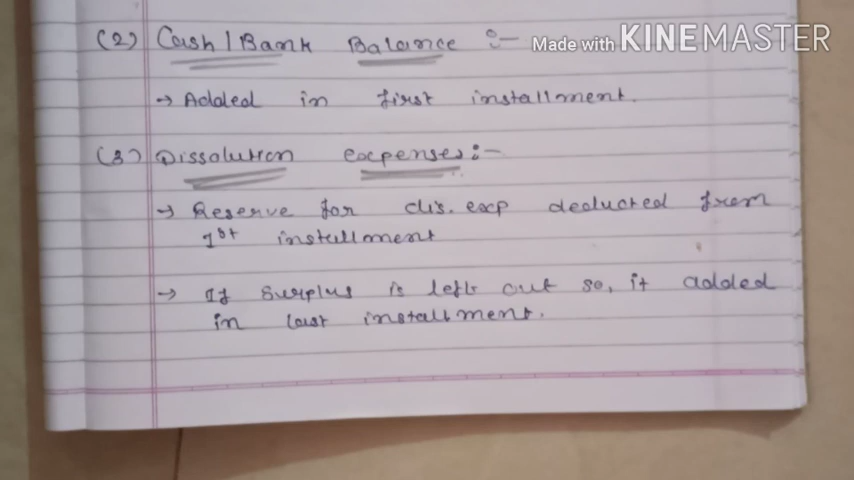 (2) Cash/Bank Balance :-
Made with KINEMASTER
→ Added in first installment.
(3) Dissolution expenses:-
→ Reserve for dis. exp deducted from
1st installment
→ If surplus is left out so, it added
in last installment.